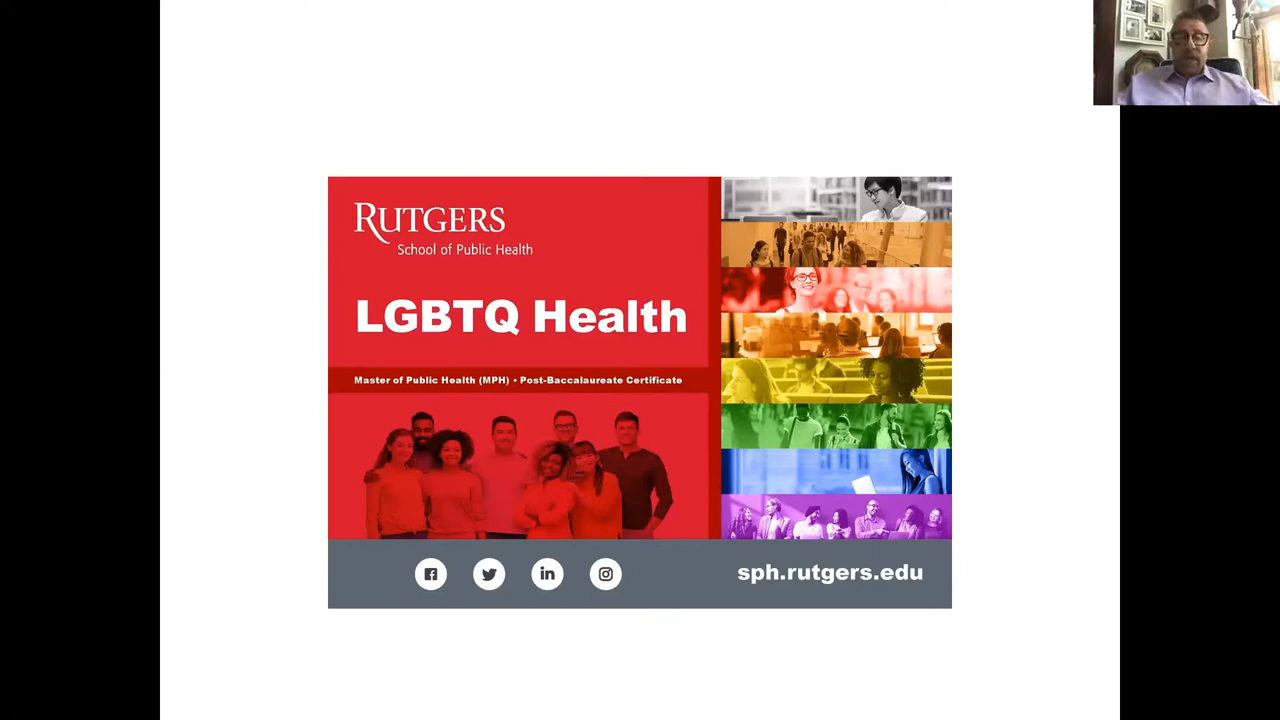 RUTGERS
School of Public Health
LGBTQ Health
Master of Public Health (MPH) • Post-Baccalaureate Certificate
sph.rutgers.edu